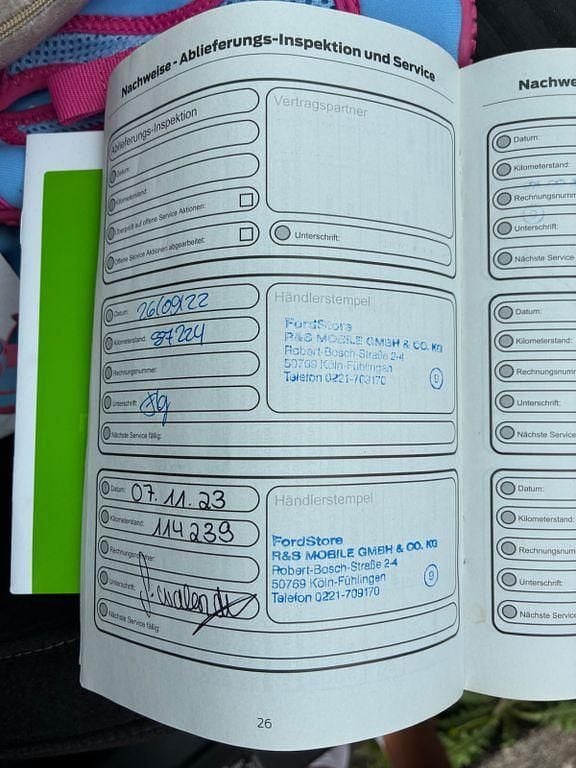 Nachweise - Ablieferungs-Inspektion und Service
Ablieferungs-Inspektion
Datum:
Kilometerstand:
Überprüft auf offene Service Aktionen:
Offene Service Aktionen abgearbeitet:
Vertragspartner
Unterschrift:
Datum: 26/09/22
Kilometerstand: 97224
Rechnungsnummer:
Unterschrift:
Nächste Service fällig:
Händlerstempel
FordStore
R&S MOBILE GMBH & CO. KG
Robert-Bosch-Straße 2-4
50769 Köln-Fühlingen
Telefon 0221-709170
9
Datum: 07.11.23
Kilometerstand: 114239
Rechnungsnummer:
Unterschrift:
Nächste Service fällig:
Händlerstempel
FordStore
R&S MOBILE GMBH & CO. KG
Robert-Bosch-Straße 2-4
50769 Köln-Fühlingen
Telefon 0221-709170
9
26
Nachwe
Datum:
Kilometerstand:
Rechnungsnumm
Unterschrift:
Nächste Service
Datum:
Kilometerstand:
Rechnungsnumm
Unterschrift:
Nächste Service
Datum:
Kilometerstand:
Rechnungsnumm
Unterschrift:
Nächste Service